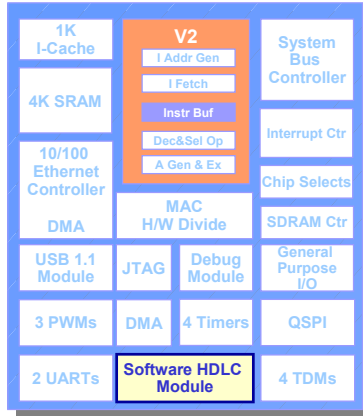 1K
I-Cache
4K SRAM
10/100
Ethernet
Controller
DMA
V2
I Addr Gen
I Fetch
Instr Buf
Dec&Sel Op
A Gen & Ex
System
Bus
Controller
Interrupt Ctr
Chip Selects
MAC
H/W Divide
SDRAM Ctr
USB 1.1
Module
JTAG
Debug
Module
General
Purpose
I/O
3 PWMs
DMA
4 Timers
QSPI
2 UARTs
Software HDLC
Module
4 TDMs